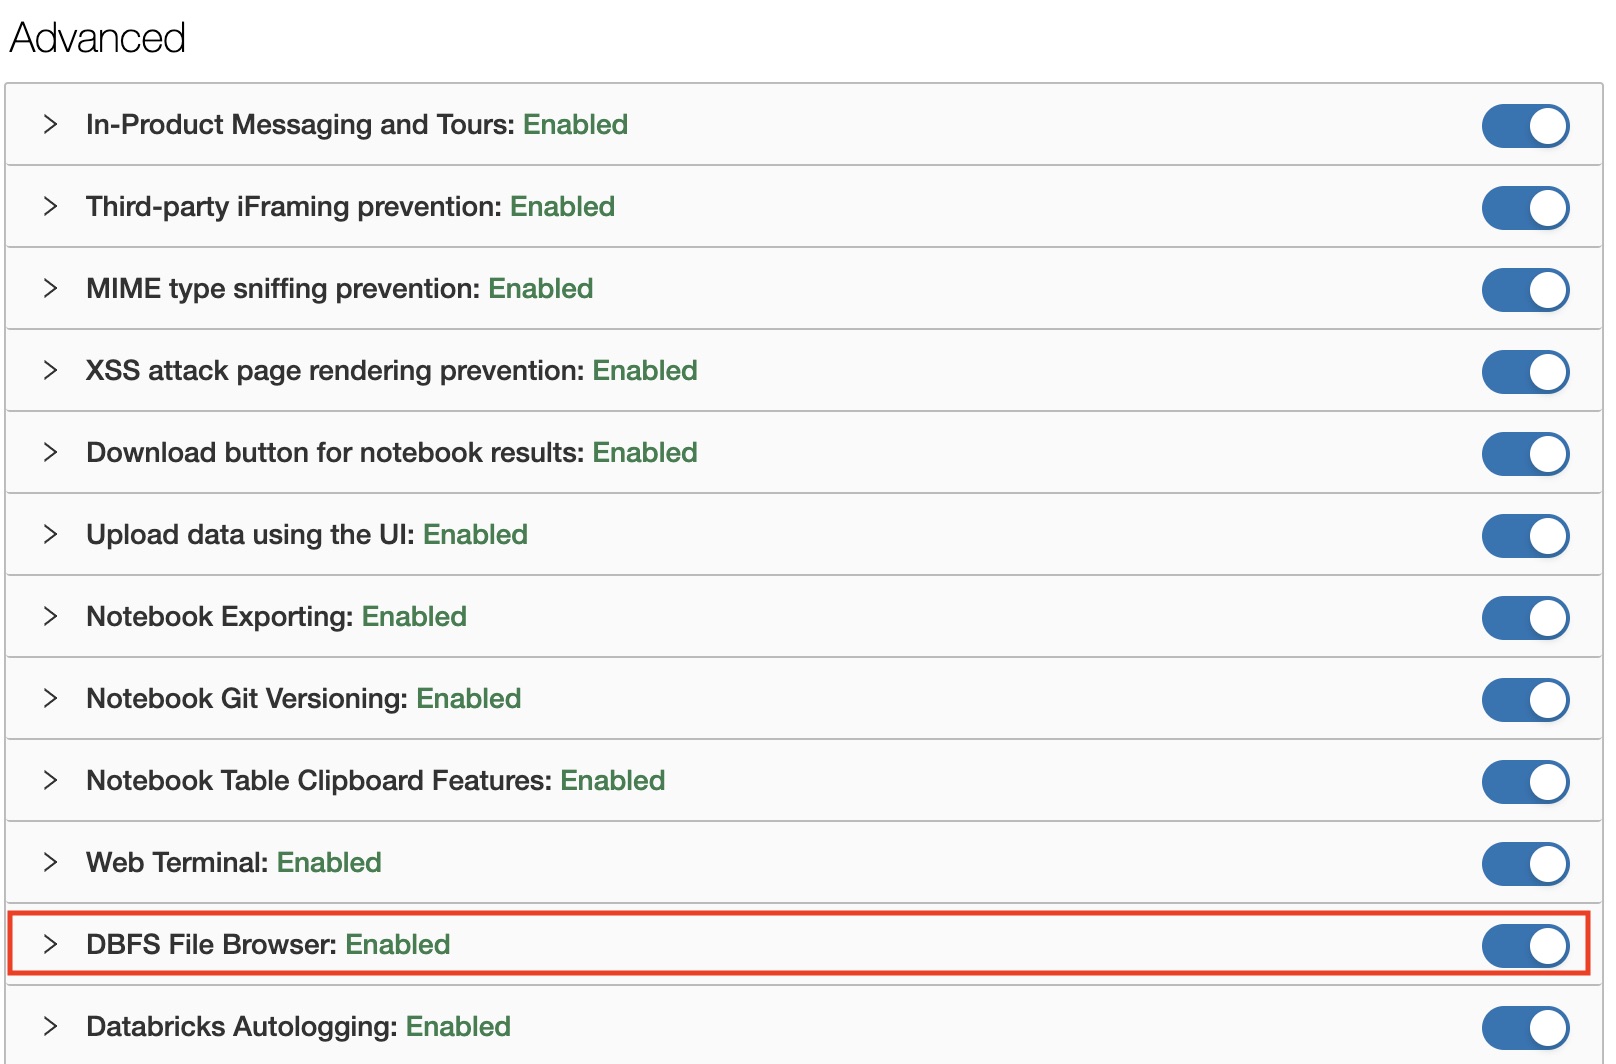 Advanced
In-Product Messaging and Tours: Enabled
Third-party iFraming prevention: Enabled
MIME type sniffing prevention: Enabled
XSS attack page rendering prevention: Enabled
Download button for notebook results: Enabled
Upload data using the UI: Enabled
Notebook Exporting: Enabled
Notebook Git Versioning: Enabled
Notebook Table Clipboard Features: Enabled
Web Terminal: Enabled
DBFS File Browser: Enabled
Databricks Autologging: Enabled